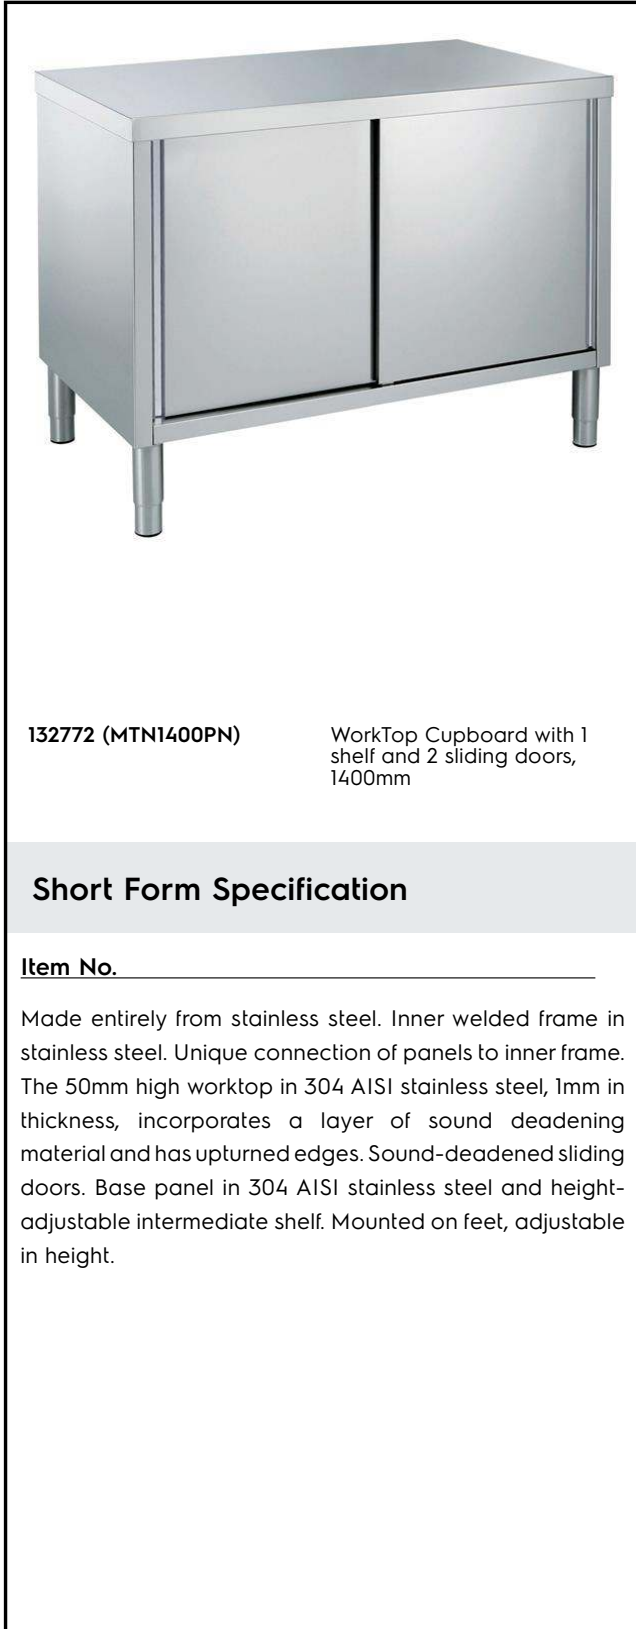 132772 (MTN1400PN)
WorkTop Cupboard with 1
shelf and 2 sliding doors,
1400mm
Short Form Specification
Item No.
Made entirely from stainless steel. Inner welded frame in
stainless steel. Unique connection of panels to inner frame.
The 50mm high worktop in 304 AISI stainless steel, 1mm in
thickness, incorporates a layer of sound deadening
material and has upturned edges. Sound-deadened sliding
doors. Base panel in 304 AISI stainless steel and height-
adjustable intermediate shelf. Mounted on feet, adjustable
in height.